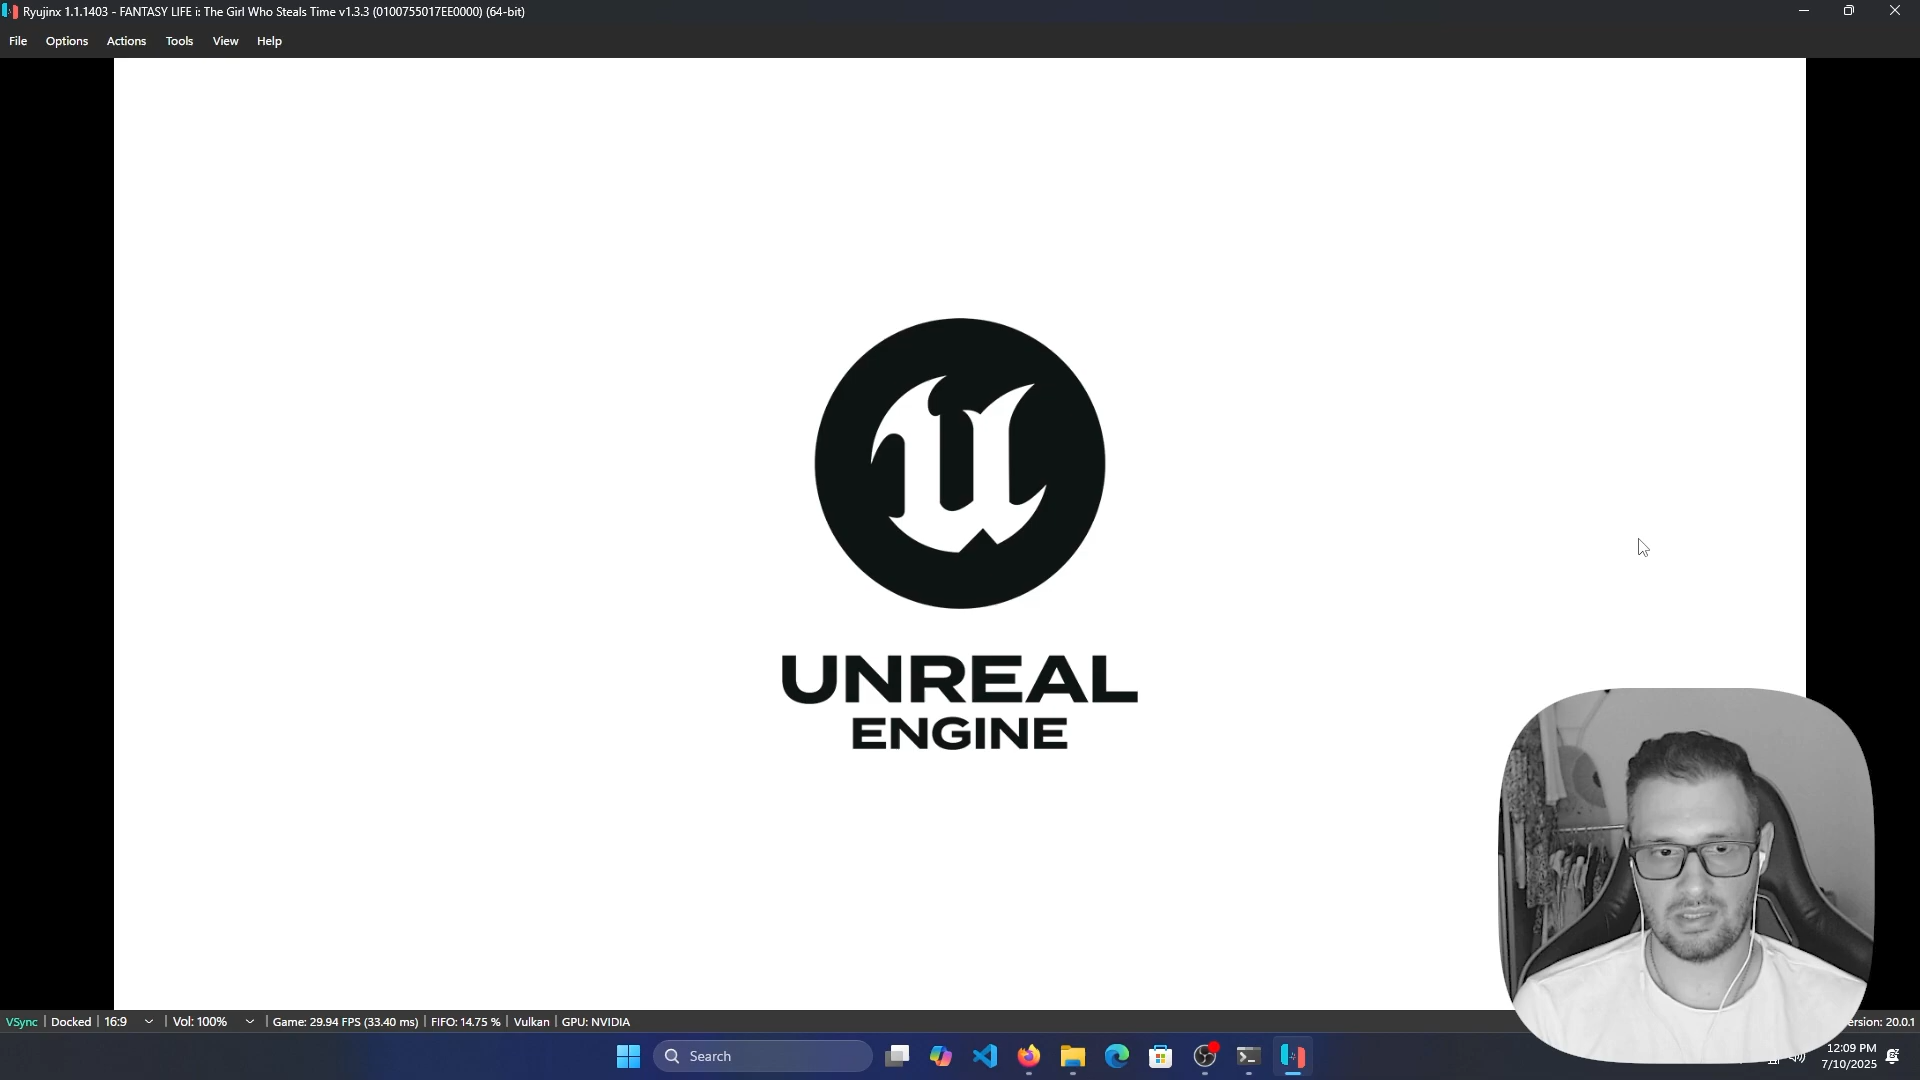 Ryujinx 1.1.1403 - FANTASY LIFE i: The Girl Who Steals Time v1.3.3 (0100755017EE0000) (64-bit)
File Options Actions Tools View Help
UNREAL
ENGINE
VSync | Docked | 16:9 | Vol: 100% | Game: 29.94 FPS (33.40 ms) | FIFO: 14.75 % | Vulkan | GPU: NVIDIA ersion: 20.0.1
Search
12:09 PM
7/10/2025